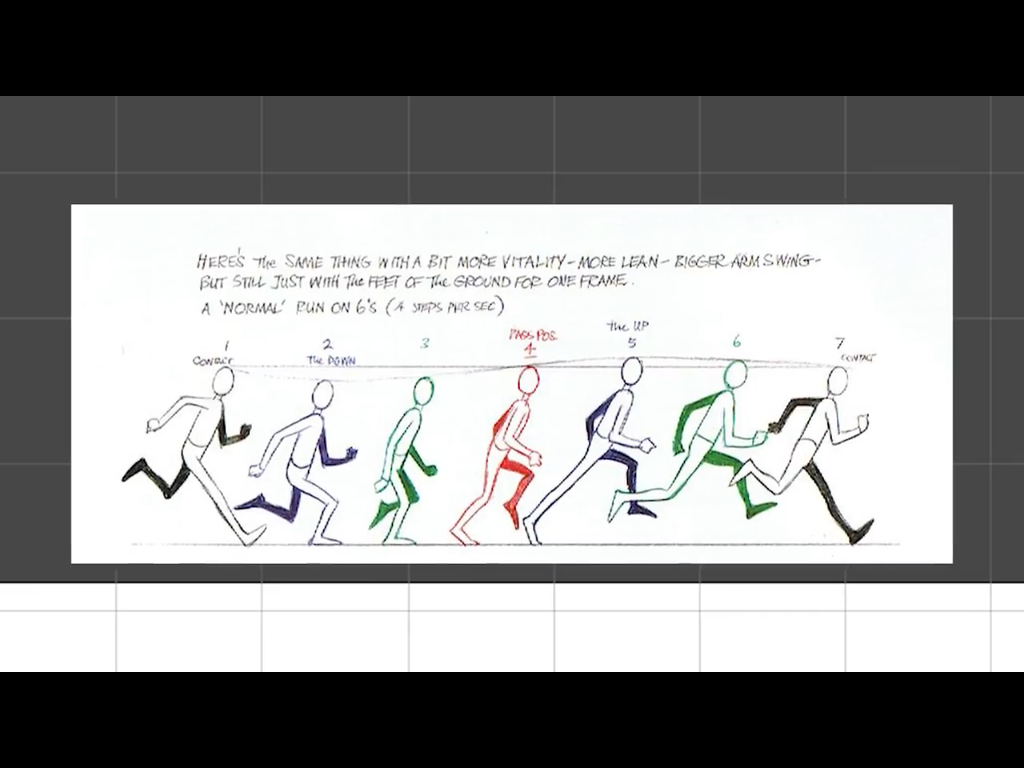 HERE'S the SAME THING WITH A BIT MORE VITALITY - MORE LEAN - BIGGER ARM SWING -
BUT STILL JUST WITH the FEET OF the GROUND FOR ONE FRAME.
A 'NORMAL' RUN ON 6'S (4 STEPS PER SEC)
the UP
PASS POS.
1 2 3 4 5 6 7
CONTACT The DOWN CONTACT